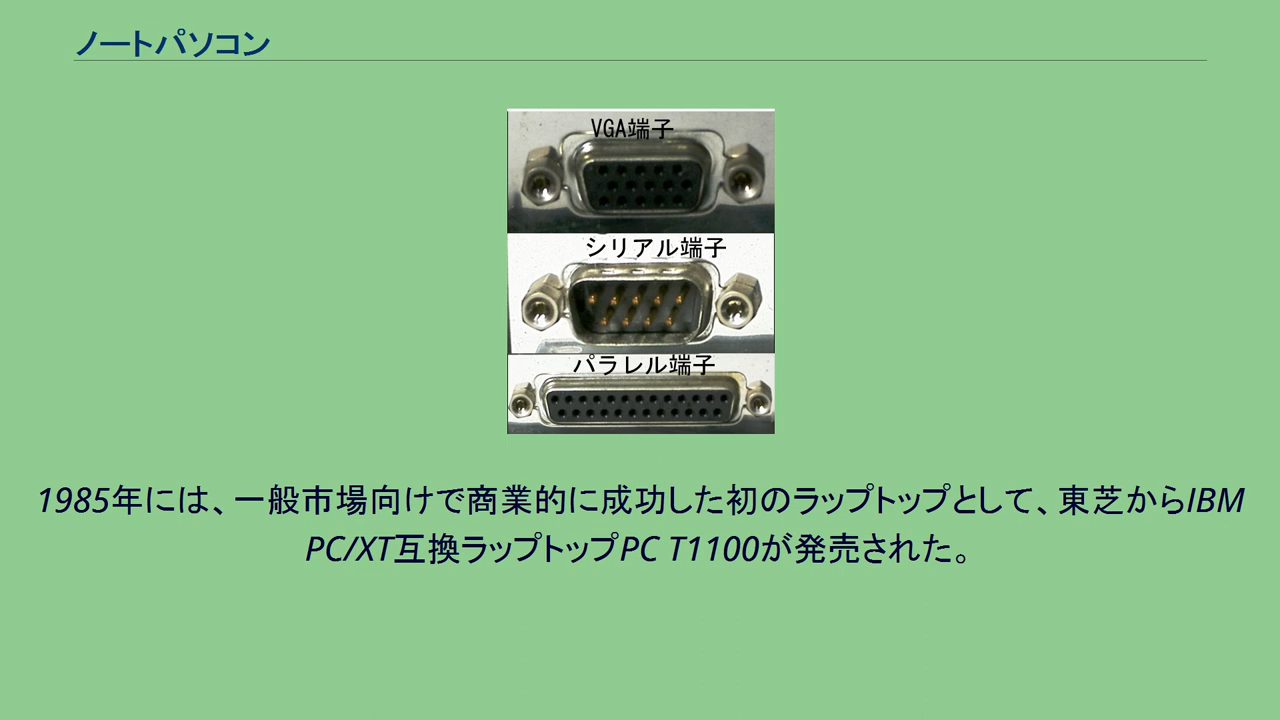 ノートパソコン
VGA端子
シリアル端子
パラレル端子
1985年には、一般市場向けで商業的に成功した初のラップトップとして、東芝からIBM
PC/XT互換ラップトップPC T1100が発売された。